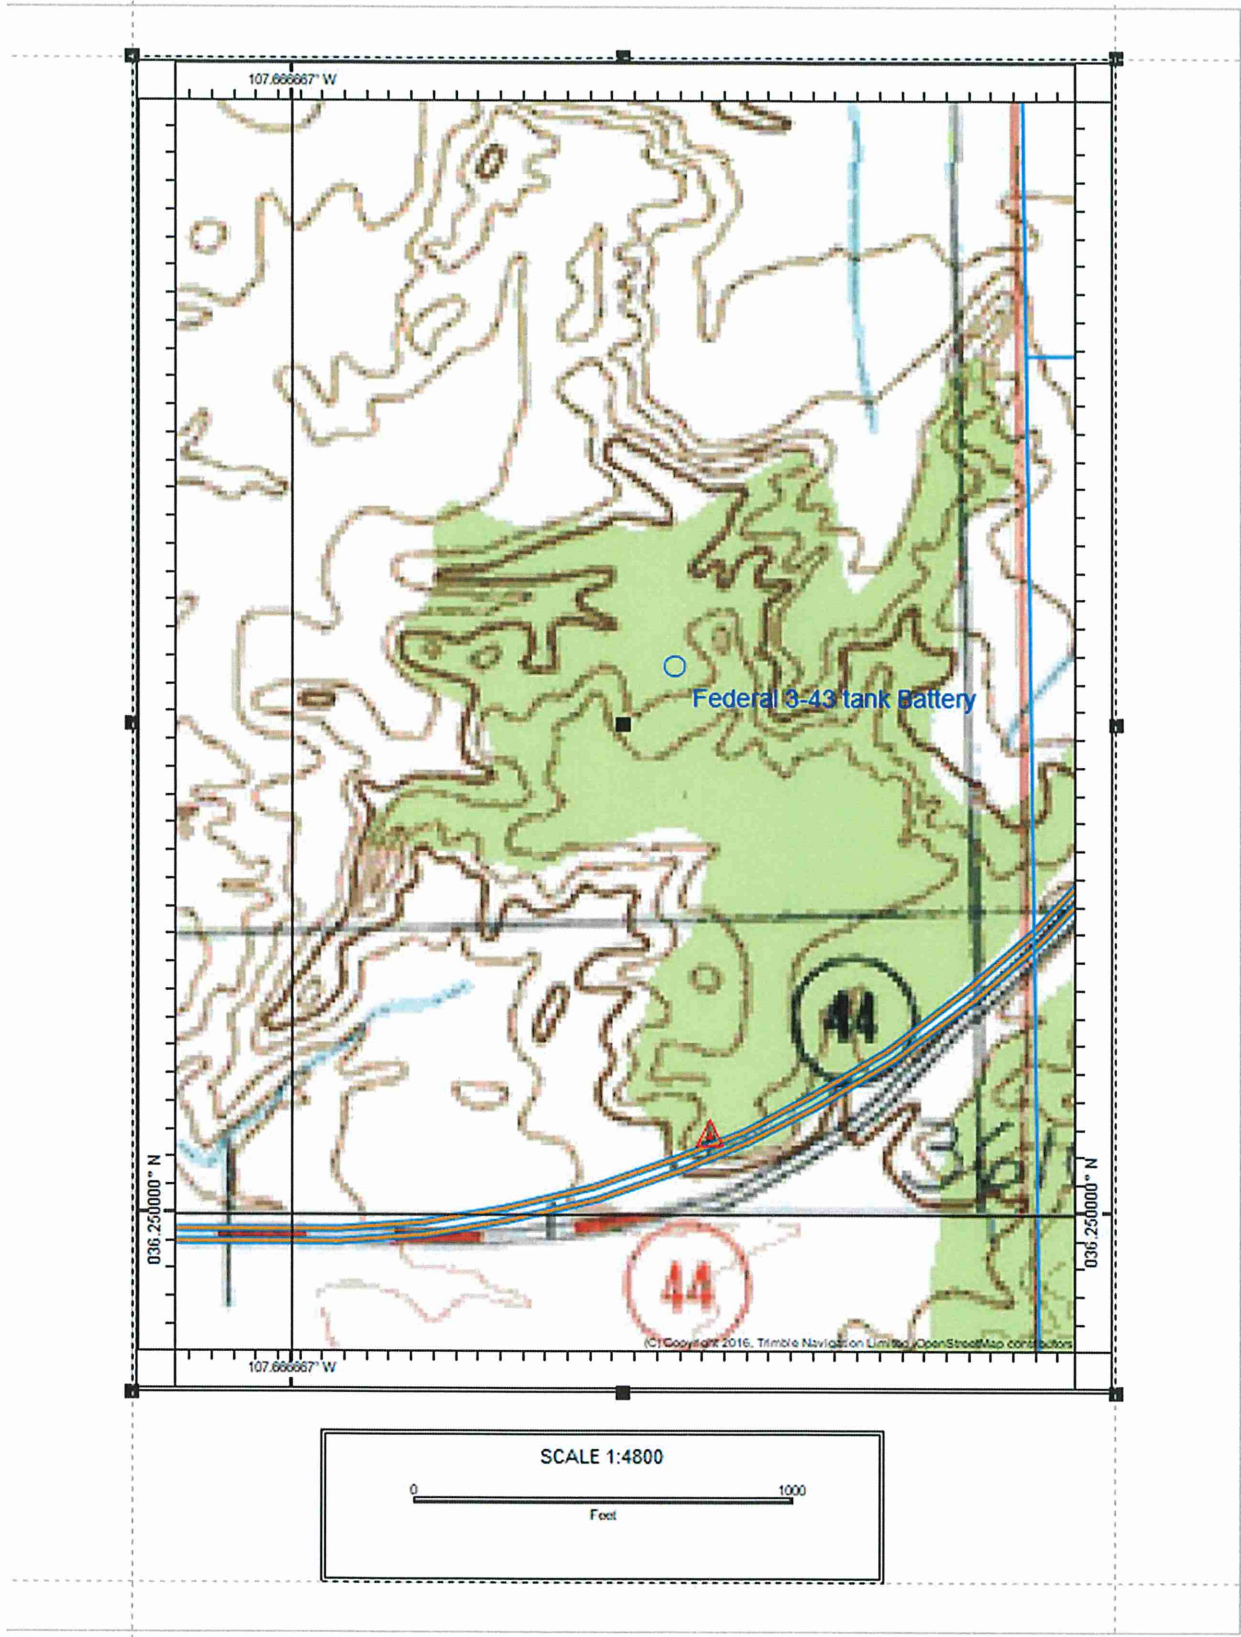 107.666667° W
Federal 3-43 tank Battery
44
36
036.250000° N
036.250000° N
44
(C) Copyright 2016, Trimble Navigation Limited, OpenStreetMap contributors
107.666667° W
SCALE 1:4800
0 1000
Feet